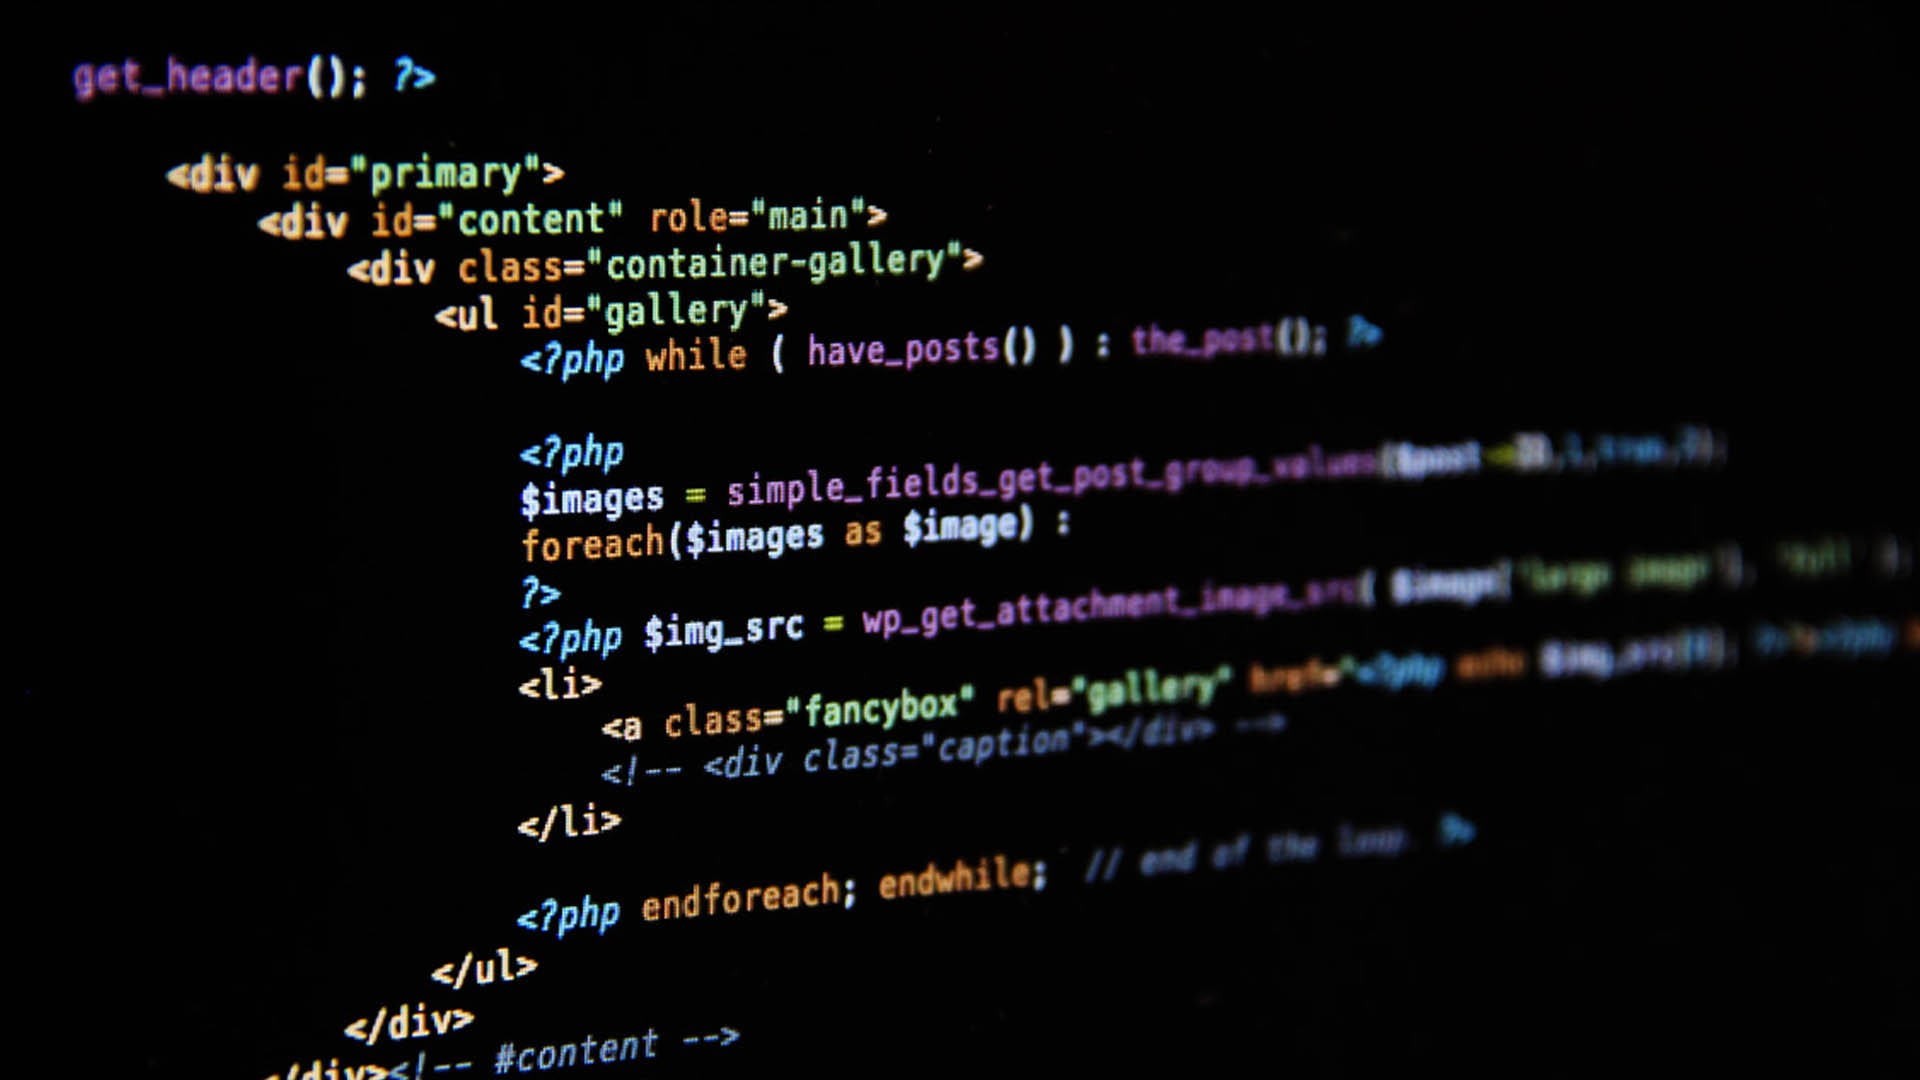 get_header(); ?>
<div id="primary">
<div id="content" role="main">
<div class="container-gallery">
<ul id="gallery">
<?php while ( have_posts() ) : the_post(); ?>
<?php
$images = simple_fields_get_post_group_values($post
foreach($images as $image) :
?>
<?php $img_src = wp_get_attachment_image_src( $image['large image'], 'full' );
<li>
<a class="fancybox" rel="gallery" href="<?php echo $img_src[0]; ?>"<?php
<!-- <div class="caption"></div> -->
</li>
<?php endforeach; endwhile; // end of the loop. ?>
</ul>
</div>
</div><!-- #content -->